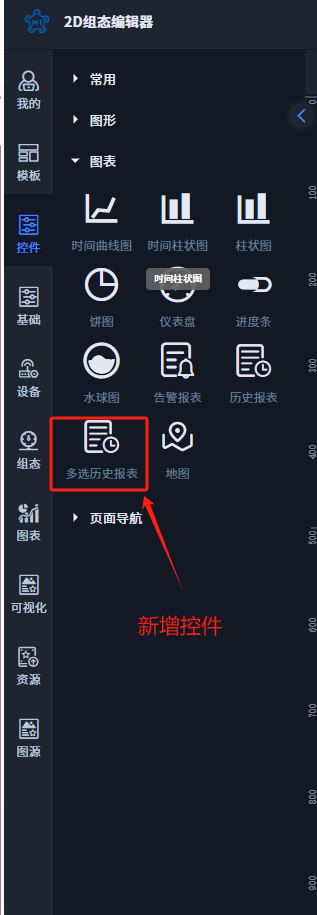 2D组态编辑器
我的
模板
控件
基础
设备
组态
图表
可视化
资源
图源
常用
图形
图表
时间曲线图 时间柱状图 柱状图
时间柱状图
饼图 仪表盘 进度条
水球图 告警报表 历史报表
多选历史报表 地图
页面导航
新增控件
0
100
200
300
400
500
600
700
800
900